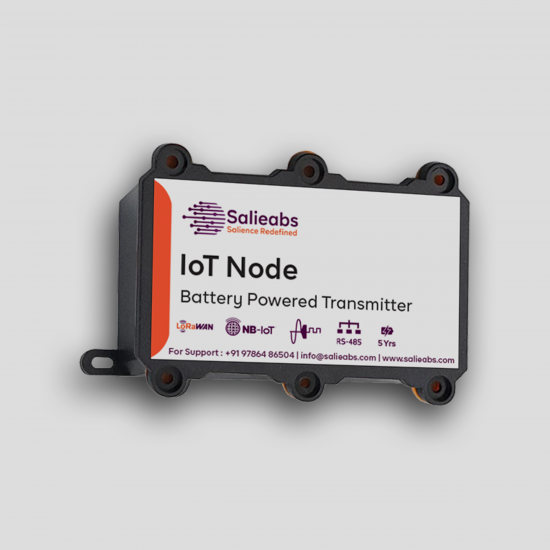 Salieabs
Salience Redefined
IoT Node
Battery Powered Transmitter
LoRaWAN NB-IoT RS-485 5 Yrs
For Support : +91 97864 86504 | info@salieabs.com | www.salieabs.com